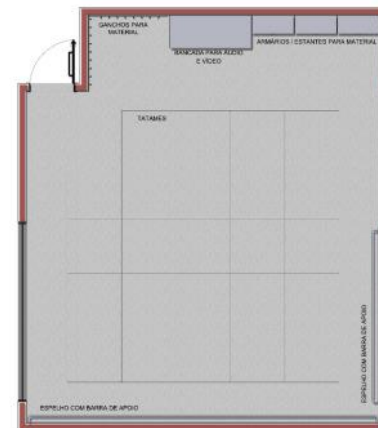 GANCHOS PARA
MATERIAL
BANCADA PARA ÁUDIO
E VÍDEO
ARMÁRIOS / ESTANTES PARA MATERIAL
TATAMES
ESPELHO COM BARRA DE APOIO
ESPELHO COM BARRA DE APOIO